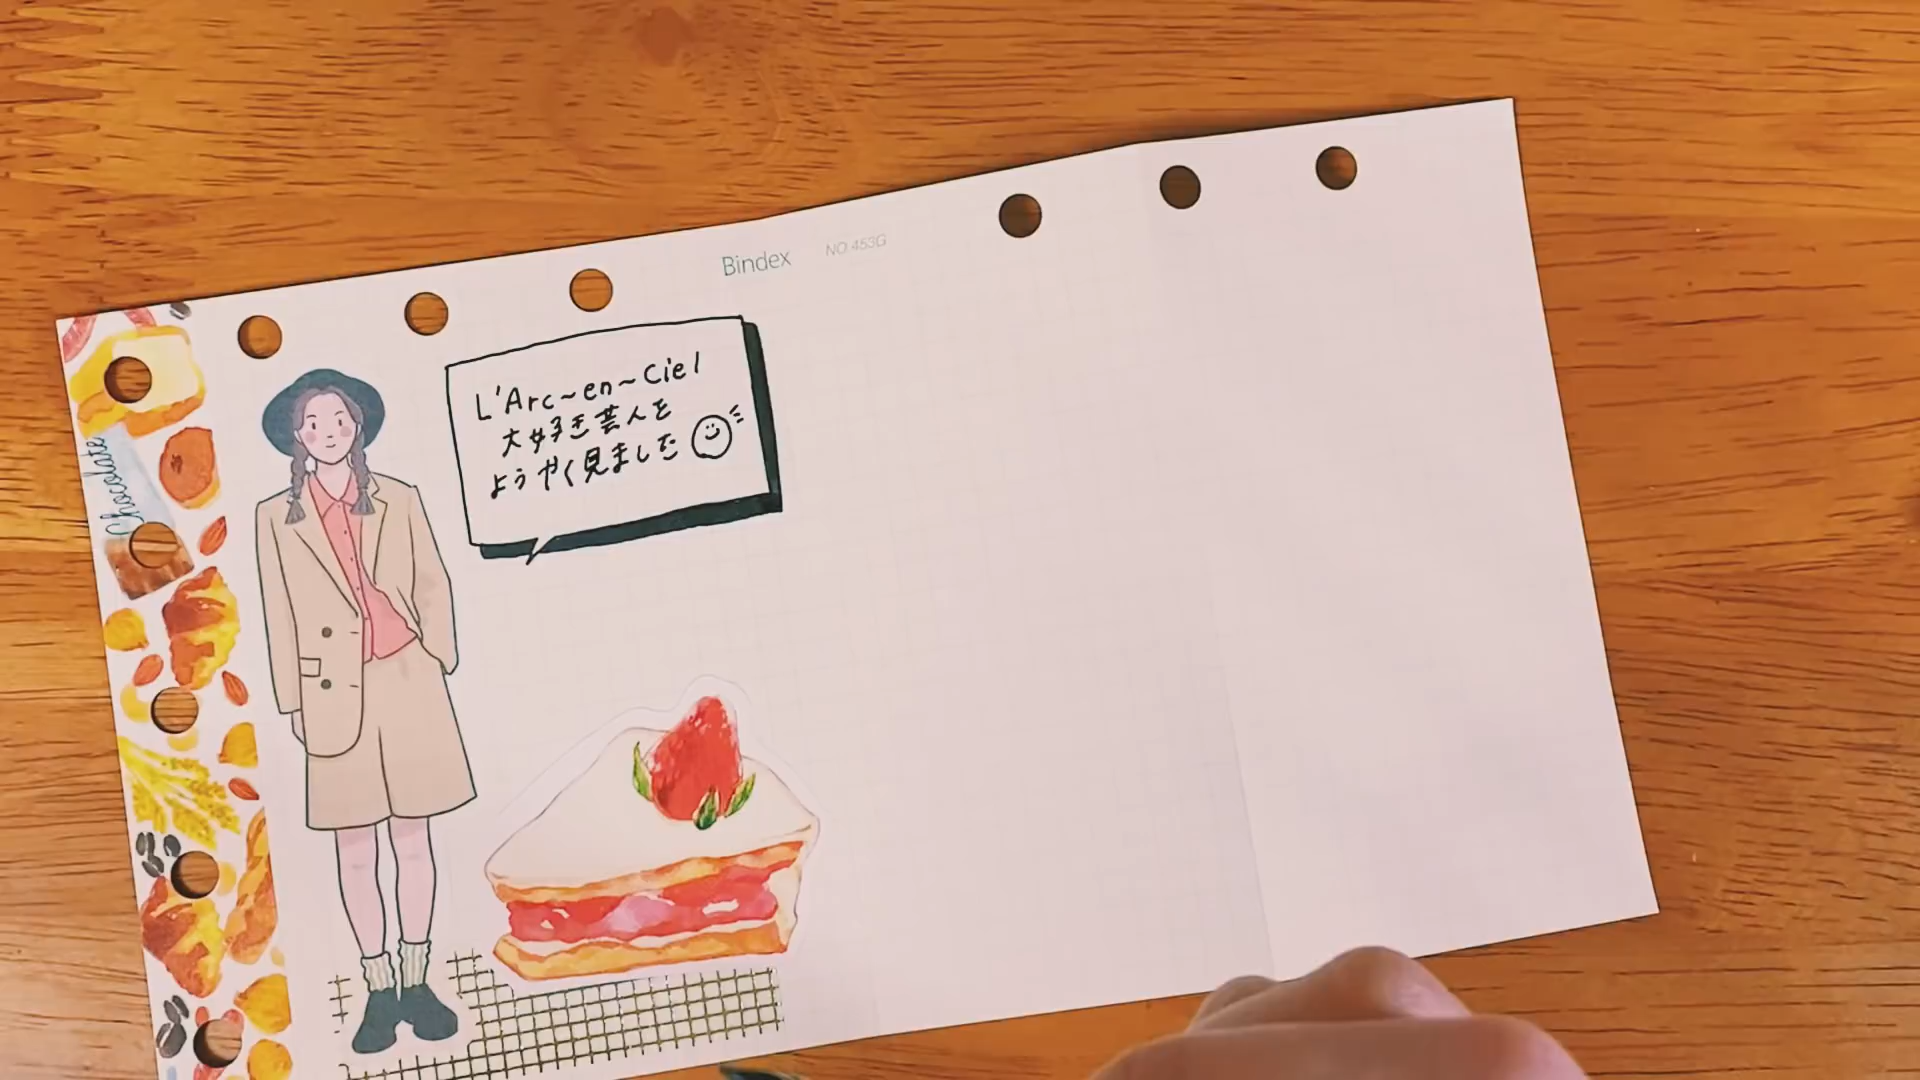 Bindex NO 453G
L'Arc~en~Ciel
大好き芸人を
ようやく見ました
Chocolate